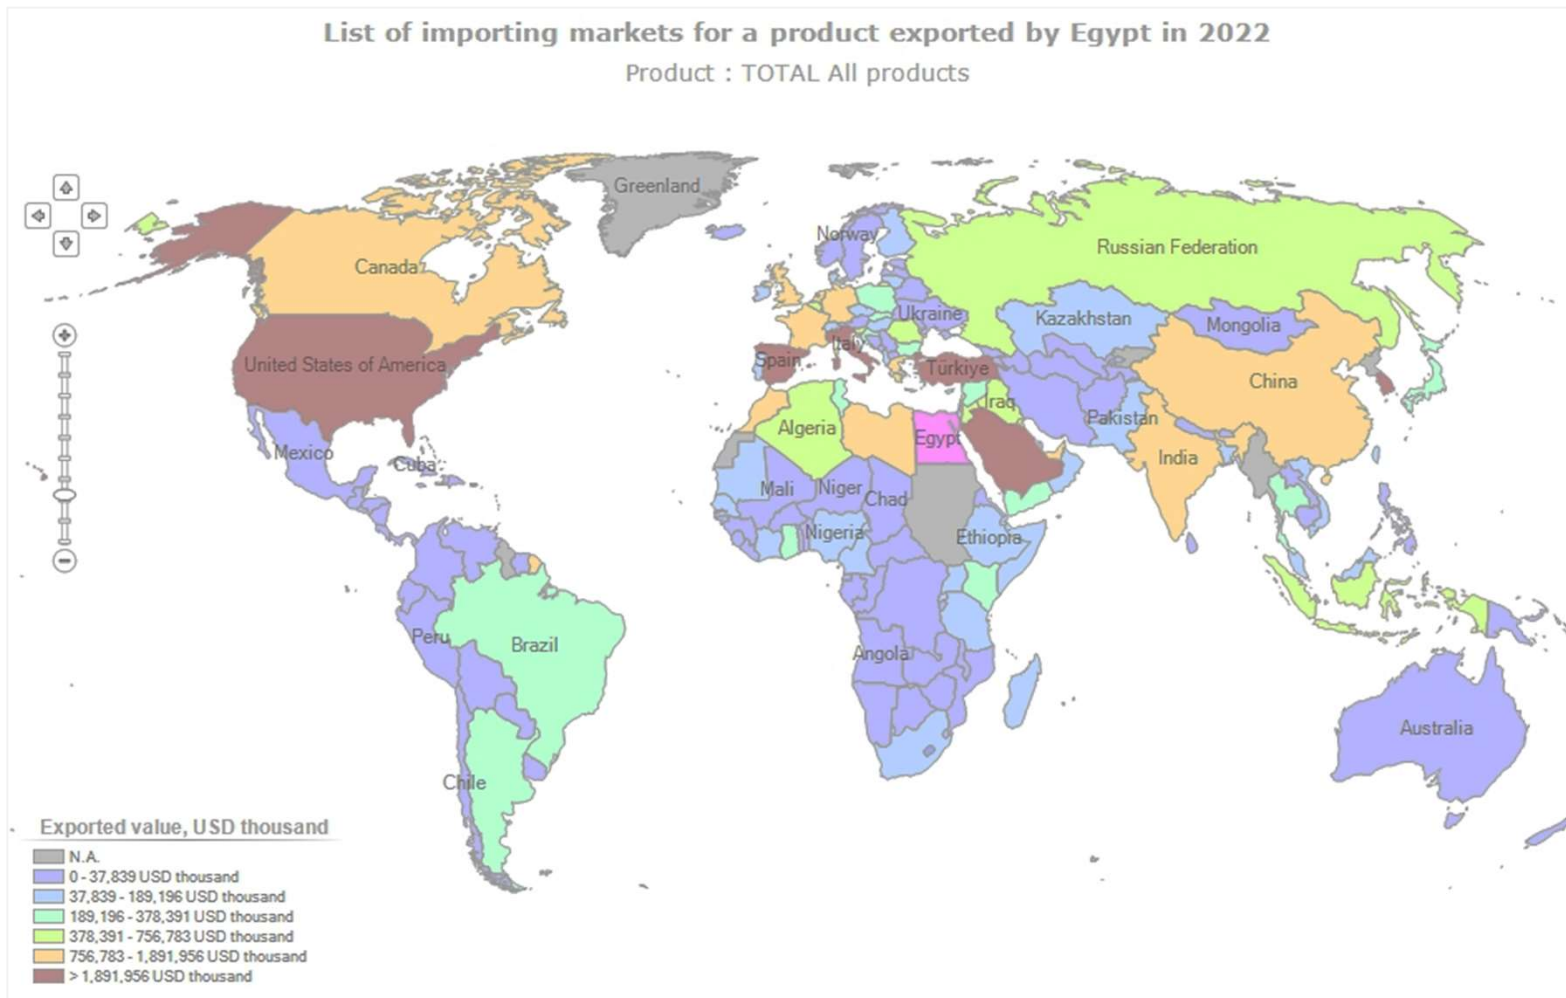 List of importing markets for a product exported by Egypt in 2022
Product : TOTAL All products
Greenland
Norway
Russian Federation
Canada
Ukraine
Kazakhstan
Mongolia
United States of America
Spain
Italy
Türkiye
China
Iraq
Algeria
Egypt
Pakistan
Mexico
Cuba
India
Mali
Niger
Chad
Nigeria
Ethiopia
Peru
Brazil
Angola
Australia
Chile
Exported value, USD thousand
N.A.
0 - 37,839 USD thousand
37,839 - 189,196 USD thousand
189,196 - 378,391 USD thousand
378,391 - 756,783 USD thousand
756,783 - 1,891,956 USD thousand
> 1,891,956 USD thousand